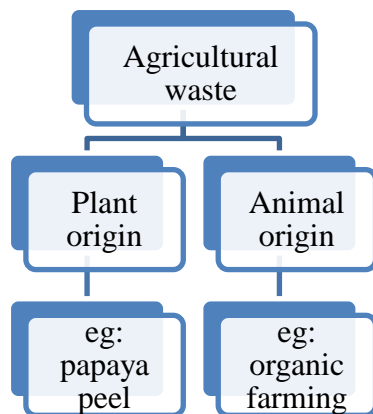 Agricultural
waste
Plant
origin
Animal
origin
eg:
papaya
peel
eg:
organic
farming